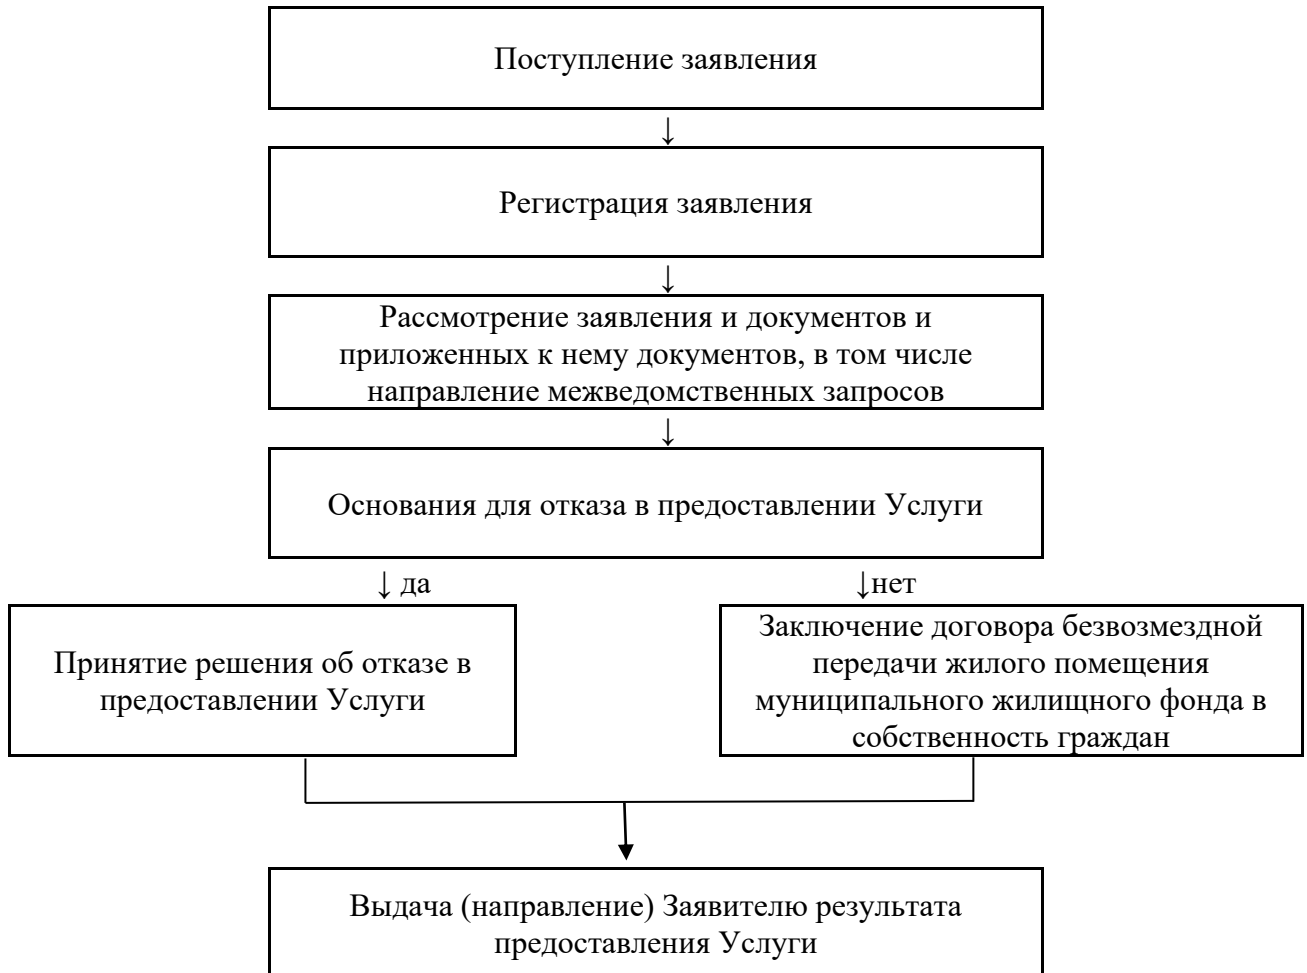 Поступление заявления
↓
Регистрация заявления
↓
Рассмотрение заявления и документов и
приложенных к нему документов, в том числе
направление межведомственных запросов
↓
Основания для отказа в предоставлении Услуги
↓ да
↓нет
Принятие решения об отказе в
предоставлении Услуги
Заключение договора безвозмездной
передачи жилого помещения
муниципального жилищного фонда в
собственность граждан
Выдача (направление) Заявителю результата
предоставления Услуги